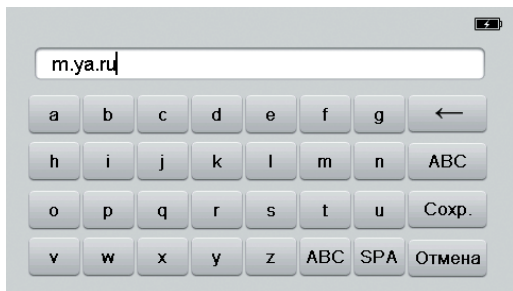 m.ya.ru
a b c d e f g ←
h i j k l m n ABC
o p q r s t u Сохр.
v w x y z ABC SPA Отмена